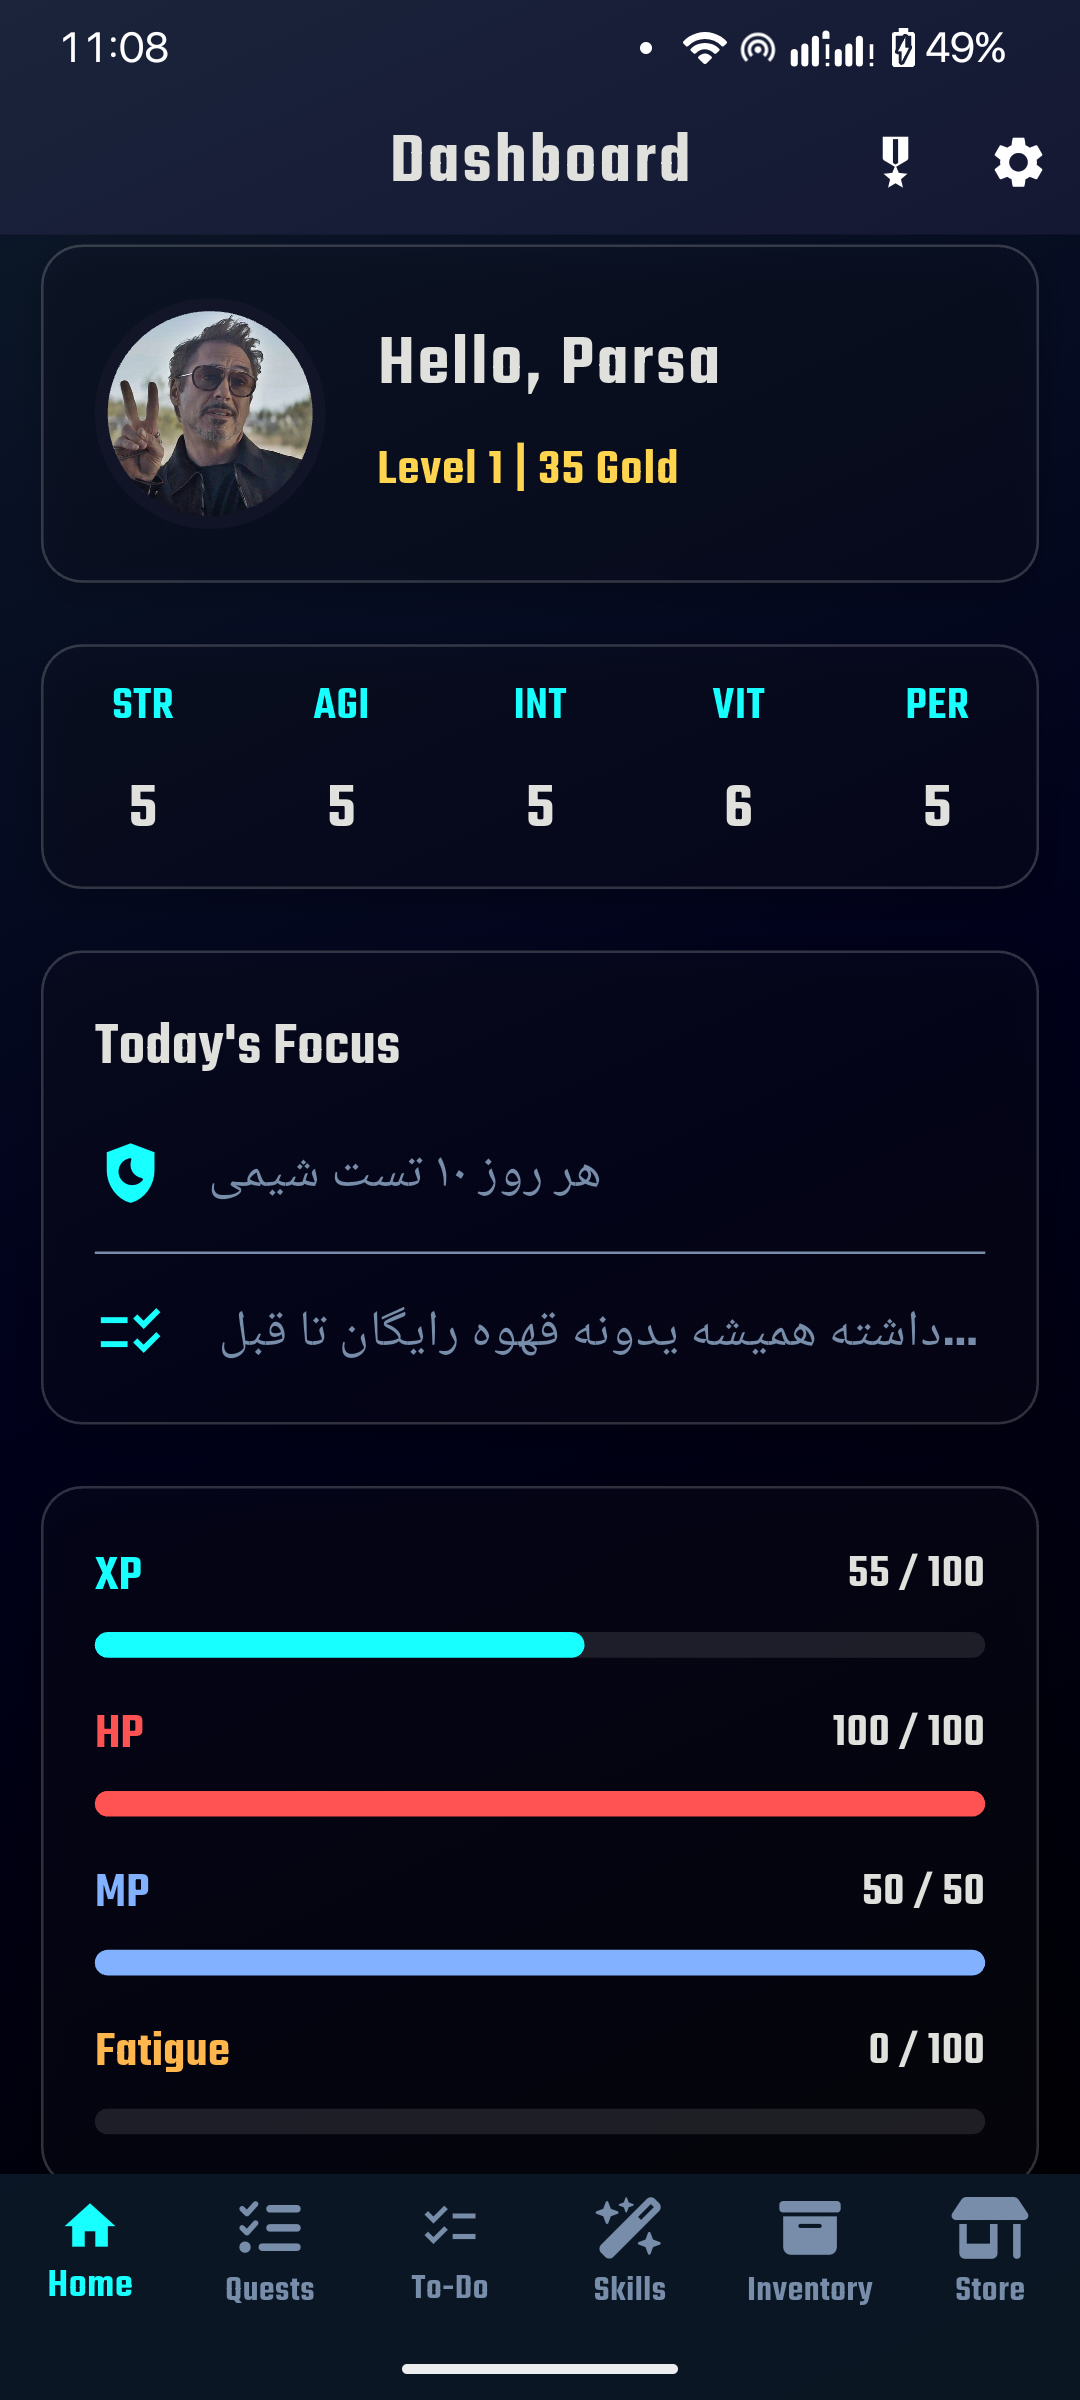 11:08
49%
Dashboard
Hello, Parsa
Level 1 | 35 Gold
STR AGI INT VIT PER
5 5 5 6 5
Today's Focus
هر روز ۱۰ تست شیمی
داشته همیشه یدونه قهوه رایگان تا قبل...
XP 55 / 100
HP 100 / 100
MP 50 / 50
Fatigue 0 / 100
Home Quests To-Do Skills Inventory Store